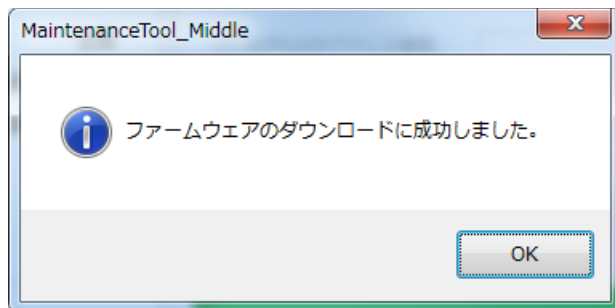 MaintenanceTool_Middle
ファームウェアのダウンロードに成功しました。
OK